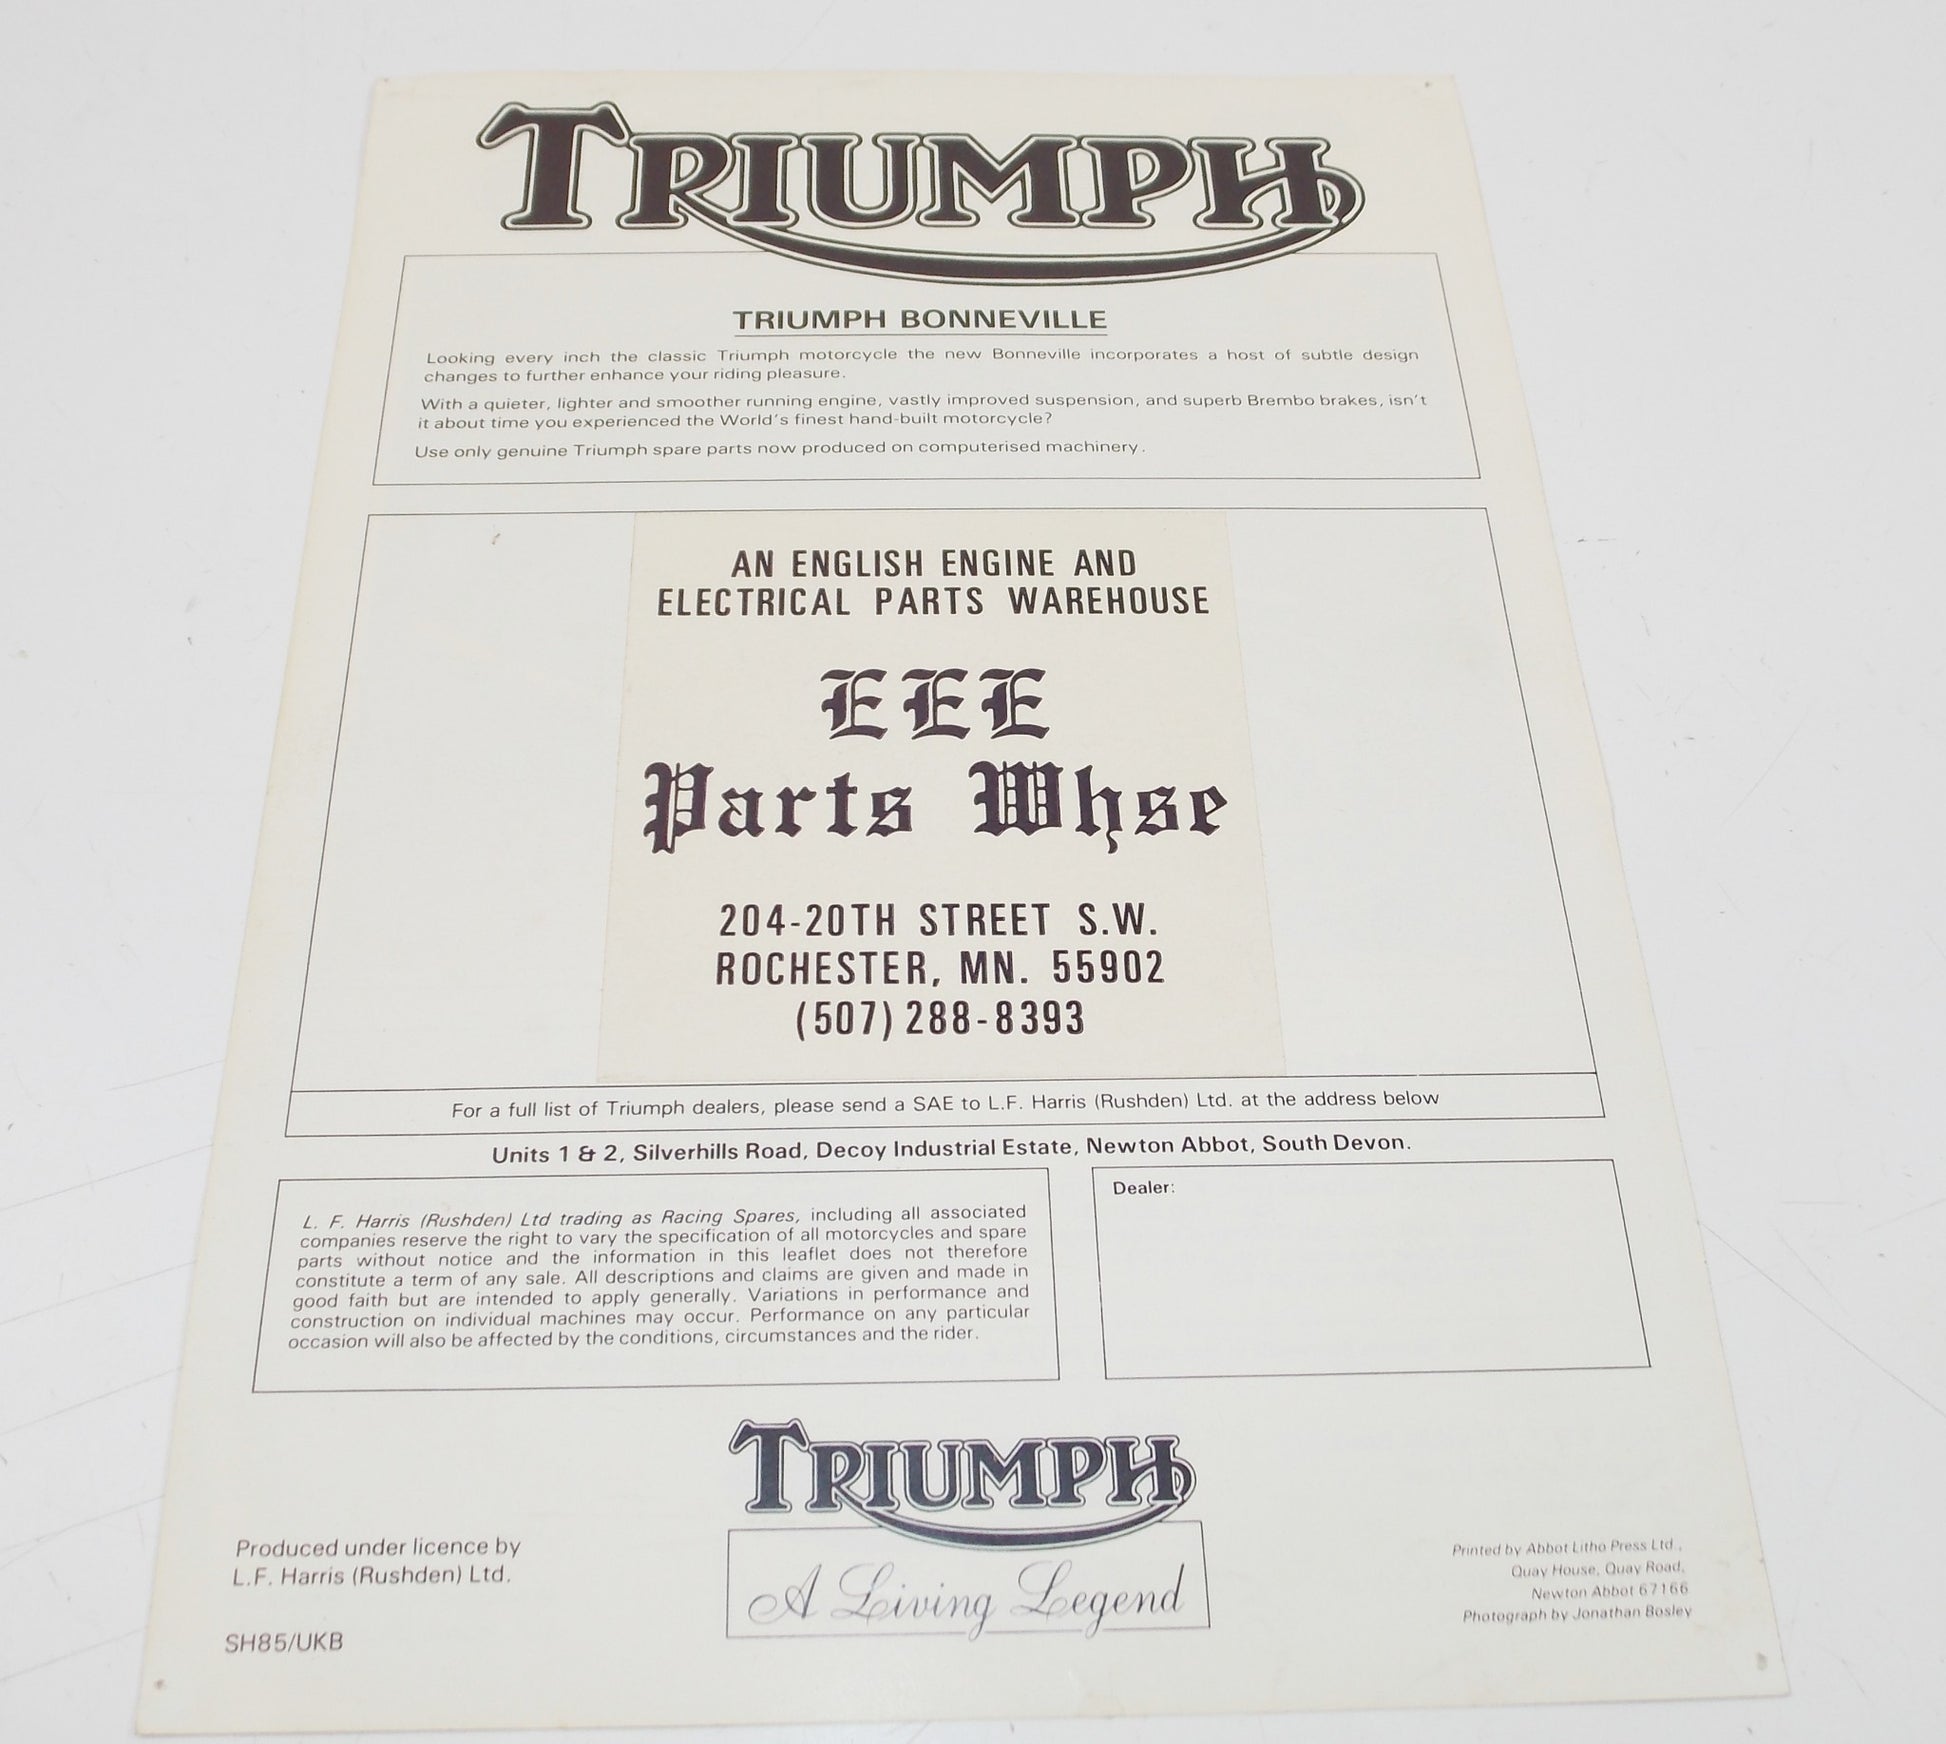 TRIUMPH
TRIUMPH BONNEVILLE
Looking every inch the classic Triumph motorcycle the new Bonneville incorporates a host of subtle design
changes to further enhance your riding pleasure.
With a quieter, lighter and smoother running engine, vastly improved suspension, and superb Brembo brakes, isn't
it about time you experienced the World's finest hand-built motorcycle?
Use only genuine Triumph spare parts now produced on computerised machinery.
AN ENGLISH ENGINE AND
ELECTRICAL PARTS WAREHOUSE
EEE
Parts Whse
204-20TH STREET S.W.
ROCHESTER, MN. 55902
(507) 288-8393
For a full list of Triumph dealers, please send a SAE to L.F. Harris (Rushden) Ltd. at the address below
Units 1 & 2, Silverhills Road, Decoy Industrial Estate, Newton Abbot, South Devon.
L. F. Harris (Rushden) Ltd trading as Racing Spares, including all associated
companies reserve the right to vary the specification of all motorcycles and spare
parts without notice and the information in this leaflet does not therefore
constitute a term of any sale. All descriptions and claims are given and made in
good faith but are intended to apply generally. Variations in performance and
construction on individual machines may occur. Performance on any particular
occasion will also be affected by the conditions, circumstances and the rider.
Dealer:
TRIUMPH
A Living Legend
Produced under licence by
L.F. Harris (Rushden) Ltd.
SH85/UKB
Printed by Abbot Litho Press Ltd.,
Quay House, Quay Road,
Newton Abbot 67166
Photograph by Jonathan Bosley